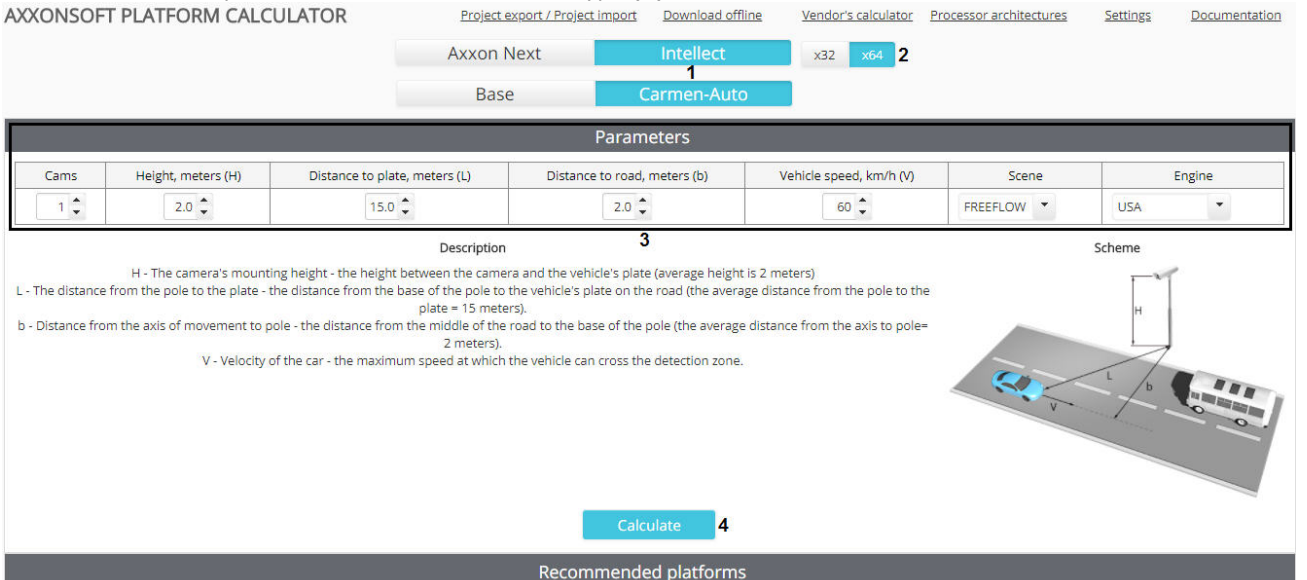 AXXONSOFT PLATFORM CALCULATOR
Project export / Project import Download offline Vendor's calculator Processor architectures Settings Documentation
Axxon Next Intellect x32 x64 2
1
Base Carmen-Auto
Parameters
Cams Height, meters (H) Distance to plate, meters (L) Distance to road, meters (b) Vehicle speed, km/h (V) Scene Engine
1 2.0 15.0 2.0 60 FREEFLOW USA
3
Description Scheme
H - The camera's mounting height - the height between the camera and the vehicle's plate (average height is 2 meters)
L - The distance from the pole to the plate - the distance from the base of the pole to the vehicle's plate on the road (the average distance from the pole to the
plate = 15 meters).
b - Distance from the axis of movement to pole - the distance from the middle of the road to the base of the pole (the average distance from the axis to pole=
2 meters).
V - Velocity of the car - the maximum speed at which the vehicle can cross the detection zone.
H
L
b
V
Calculate 4
Recommended platforms